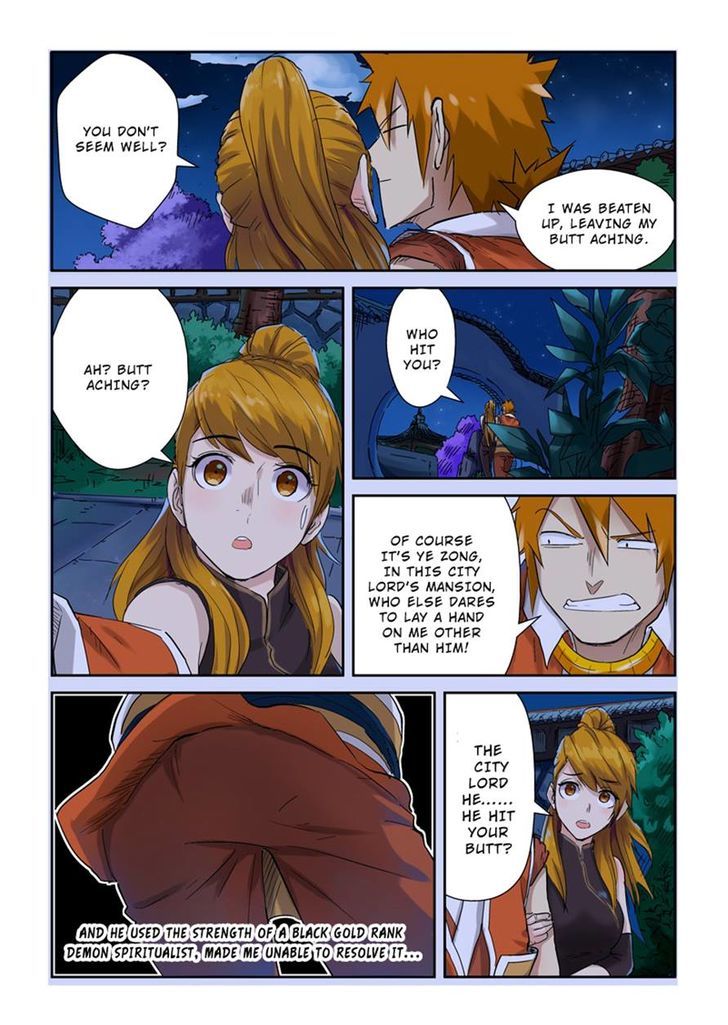 YOU DON'T
SEEM WELL?
I WAS BEATEN
UP, LEAVING MY
BUTT ACHING.
AH? BUTT
ACHING?
WHO
HIT
YOU?
OF COURSE
IT'S YE ZONG,
IN THIS CITY
LORD'S MANSION,
WHO ELSE DARES
TO LAY A HAND
ON ME OTHER
THAN HIM!
AND HE USED THE STRENGTH OF A BLACK GOLD RANK
DEMON SPIRITUALIST, MADE ME UNABLE TO RESOLVE IT...
THE
CITY
LORD
HE......
HE HIT
YOUR
BUTT?